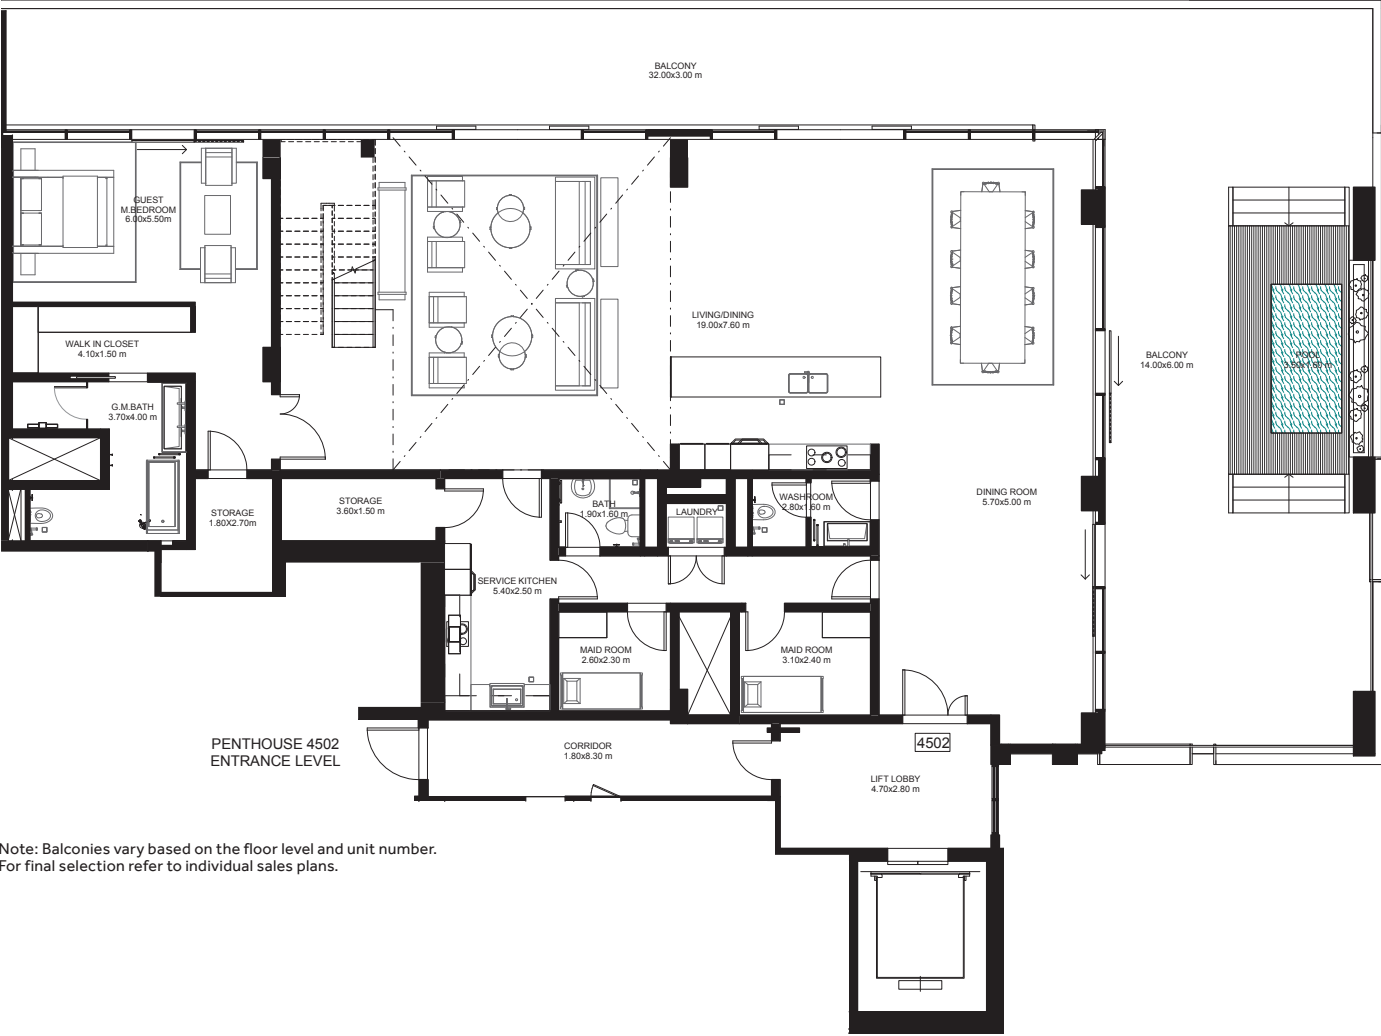 BALCONY
32.00x3.00 m
GUEST
M.BEDROOM
6.00x5.50m
WALK IN CLOSET
4.10x1.50 m
G.M.BATH
3.70x4.00 m
STORAGE
1.80X2.70m
STORAGE
3.60x1.50 m
LIVING/DINING
19.00x7.60 m
BALCONY
14.00x6.00 m
POOL
DINING ROOM
5.70x5.00 m
BATH
1.90x1.60 m
LAUNDRY
WASHROOM
2.80x1.60 m
SERVICE KITCHEN
5.40x2.50 m
MAID ROOM
2.60x2.30 m
MAID ROOM
3.10x2.40 m
CORRIDOR
1.80x8.30 m
4502
LIFT LOBBY
4.70x2.80 m
PENTHOUSE 4502
ENTRANCE LEVEL
Note: Balconies vary based on the floor level and unit number.
For final selection refer to individual sales plans.